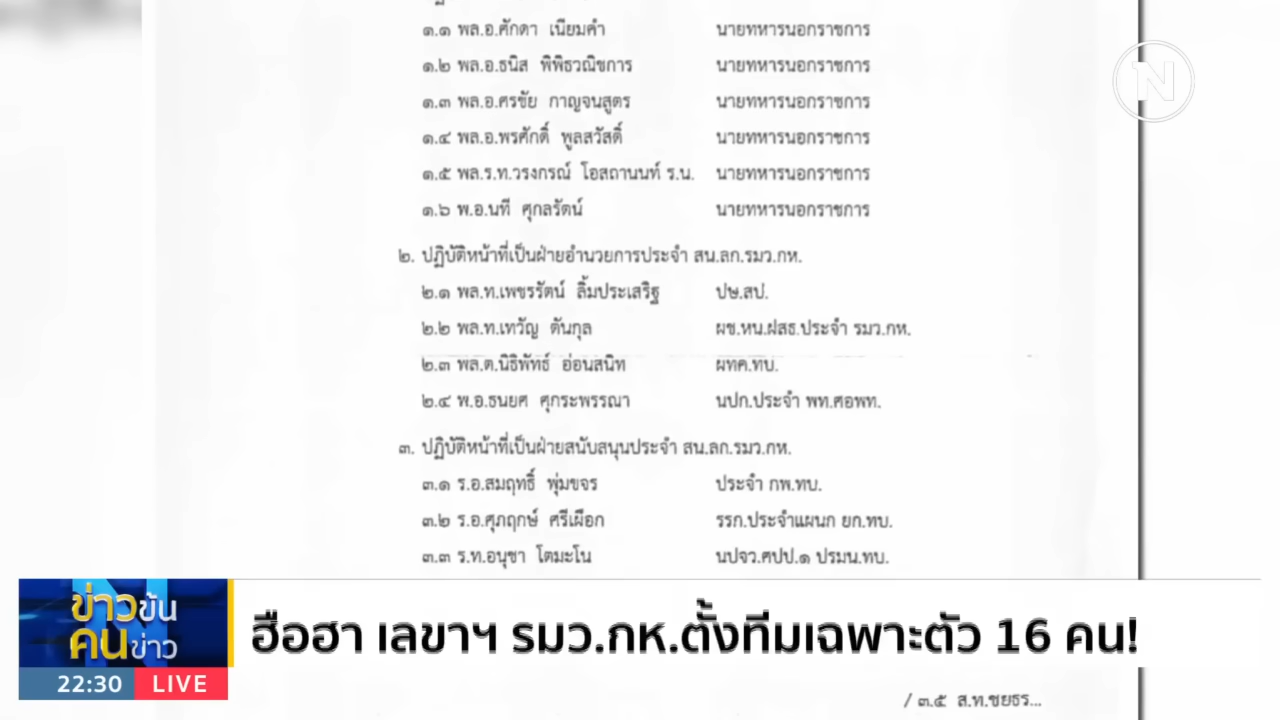 ๑.๑ พล.อ.ศักดา เนียมคำ นายทหารนอกราชการ
๑.๒ พล.อ.ธนิส พิพิธวณิชการ นายทหารนอกราชการ
๑.๓ พล.อ.ศรชัย กาญจนสูตร นายทหารนอกราชการ
๑.๔ พล.อ.พรศักดิ์ พูลสวัสดิ์ นายทหารนอกราชการ
๑.๕ พล.ร.ท.วรงกรณ์ โอสถานนท์ ร.น. นายทหารนอกราชการ
๑.๖ พ.อ.นที ศุกลรัตน์ นายทหารนอกราชการ
๒. ปฏิบัติหน้าที่เป็นฝ่ายอำนวยการประจำ สน.ลก.รมว.กห.
๒.๑ พล.ท.เพชรรัตน์ ลิ้มประเสริฐ ปษ.สป.
๒.๒ พล.ท.เทวัญ ตันกุล ผช.หน.ฝสธ.ประจำ รมว.กห.
๒.๓ พล.ต.นิธิพัทธ์ อ่อนสนิท ผทค.ทบ.
๒.๔ พ.อ.ธนยศ ศุกระพรรณา นปก.ประจำ พท.ศอพท.
๓. ปฏิบัติหน้าที่เป็นฝ่ายสนับสนุนประจำ สน.ลก.รมว.กห.
๓.๑ ร.อ.สมฤทธิ์ พุ่มขจร ประจำ กพ.ทบ.
๓.๒ ร.อ.ศุภฤกษ์ ศรีเผือก รรก.ประจำแผนก ยก.ทบ.
๓.๓ ร.ท.อนุชา โตมะโน นปจว.ศปป.๑ ปรมน.ทบ.
ข่าวข้น
คนข่าว
ฮือฮา เลขาฯ รมว.กห.ตั้งทีมเฉพาะตัว 16 คน!
22:30 LIVE
/ ๓.๕ ส.ท.ชยธร...
N